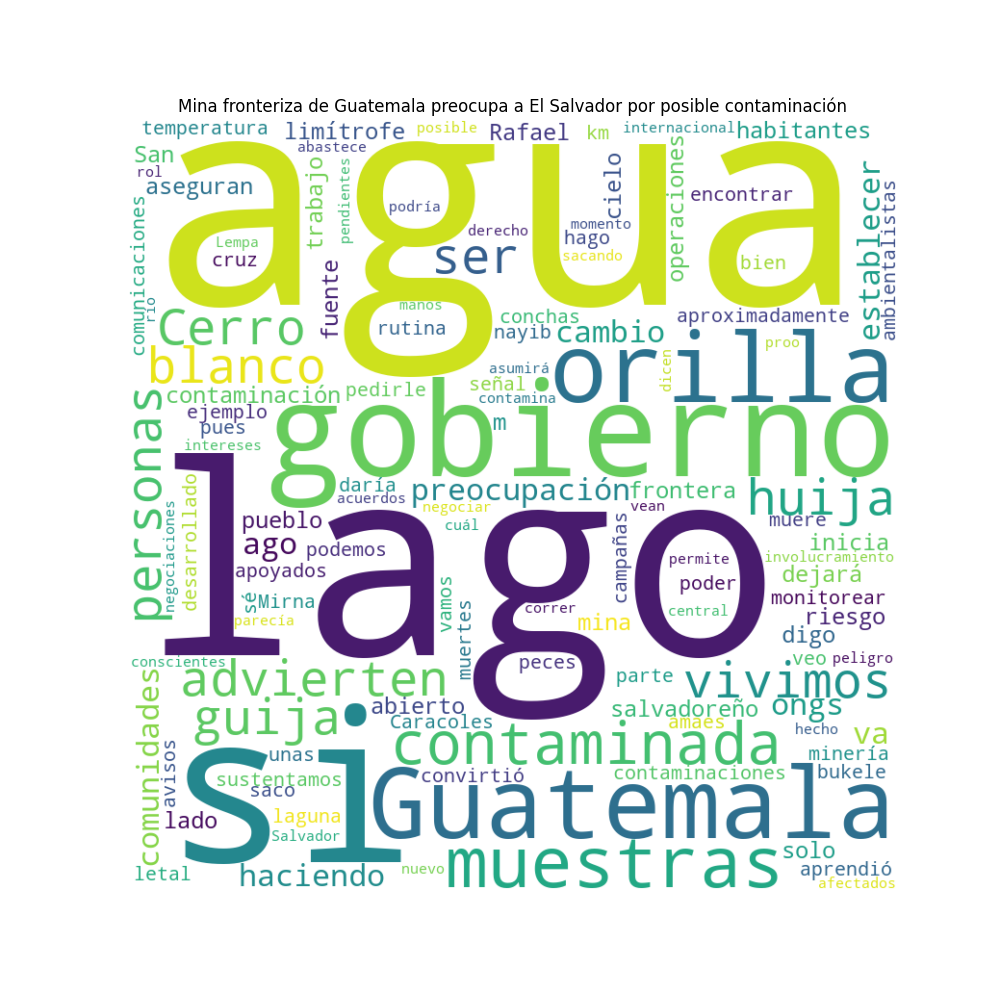 Mina fronteriza de Guatemala preocupa a El Salvador por posible contaminación
temperatura
limítrofe
posible
Rafael
km
internacional
habitantes
San
abastece
rol
aseguran
agua
trabajo
pendientes
podría
cielo
momento
derecho
hago
sacando
operaciones
encontrar
establecer
ambientalistas
comunicaciones
Lempa
cruz
ser
bien
río
fuente
manos
rutina
conchas
nayib
cambio
aproximadamente
Cerro
blanco
orilla
proo
dicen
asumirá
señal
contamina
contaminación
pedirle
personas
ejemplo
pues
intereses
gobierno
m
daría
acuerdos
preocupación
frontera
huija
negociaciones
desarrollado
lago
pueblo
ago
podemos
apoyados
negociar
cuál
vean
campañas
muere
inicia
involucramiento
permite
poder
dejará
monitorear
central
riesgo
digo
sé
Mirna
parecía
vamos
muertes
correr
mina
peces
conscientes
advierten
parte
vivimos
veo
peligro
comunidades
guija
abierto
Caracoles
salvadoreño
amaes
ongs
hecho
va
contaminada
minería
avisos
unas
si
sustentamos
saco
convirtió
contaminaciones
bukele
lado
laguna
Salvador
Guatemala
letal
haciendo
nuevo
muestras
solo
aprendió
afectados